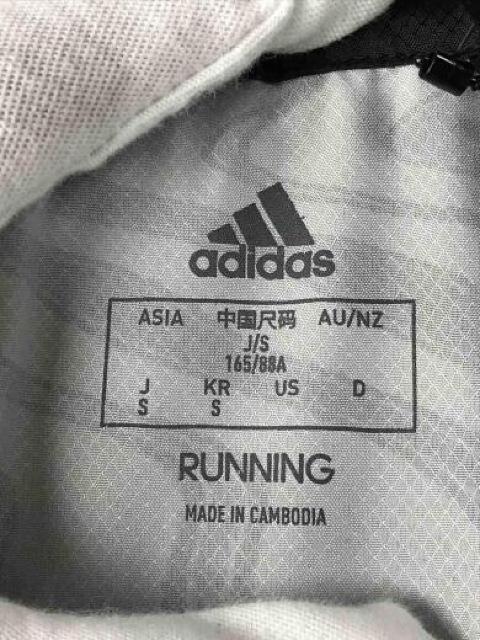 adidas
ASIA 中国尺码 AU/NZ
J/S
165/88A
J KR US D
S S
RUNNING
MADE IN CAMBODIA